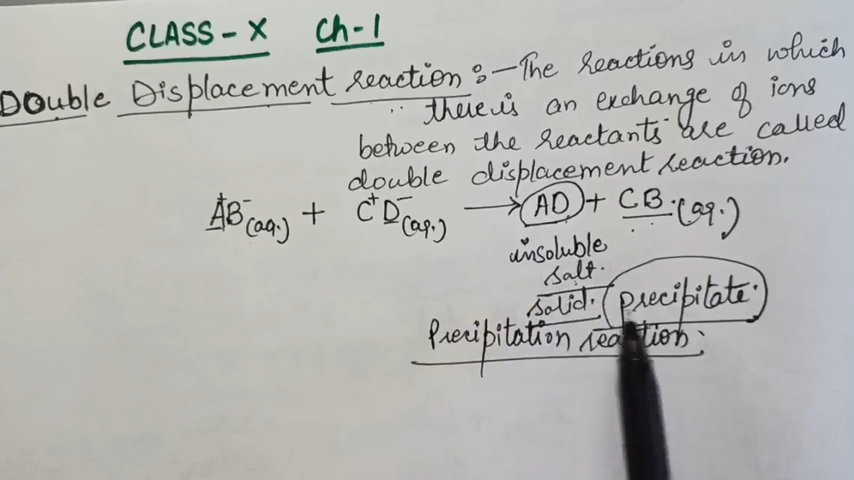 CLASS - X Ch-1
Double Displacement reaction :- The reactions in which
there is an exchange of ions
between the reactants are called
double displacement reaction.
A⁺B⁻(aq.) + C⁺D⁻(aq.) → AD + CB.(aq.)
insoluble
salt.
solid. precipitate.
Precipitation reaction.